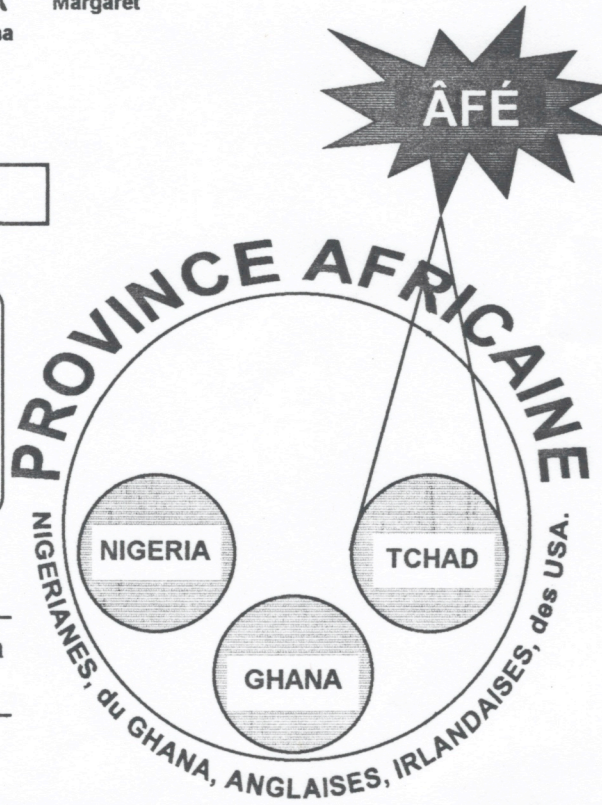 Margaret
ÂFÉ
PROVINCE AFRICAINE
NIGERIA
TCHAD
GHANA
NIGERIANES, du GHANA, ANGLAISES, IRLANDAISES, des USA.